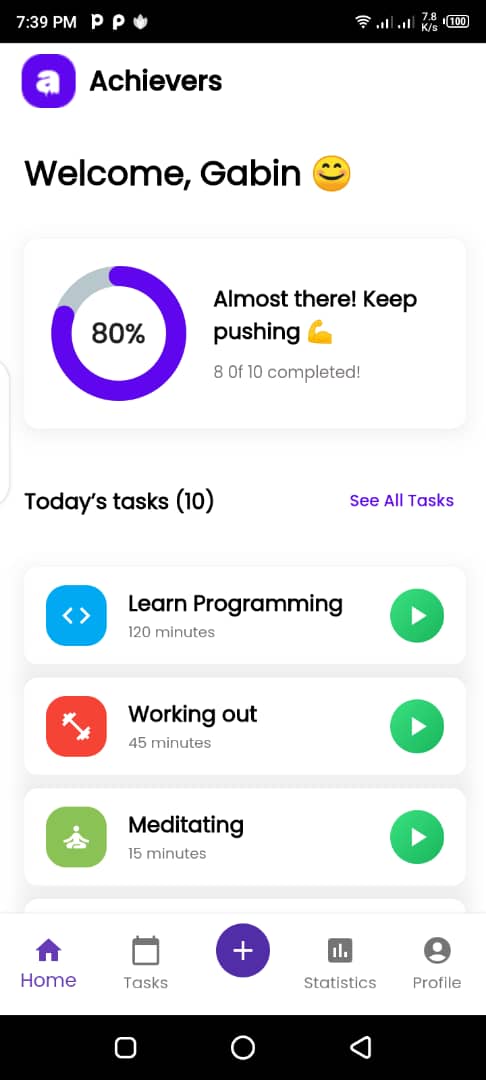 7:39 PM
7.8
K/s
100
a Achievers
Welcome, Gabin 😊
80%
Almost there! Keep
pushing 💪
8 0f 10 completed!
Today's tasks (10)
See All Tasks
Learn Programming
120 minutes
Working out
45 minutes
Meditating
15 minutes
Home
Tasks
Statistics
Profile